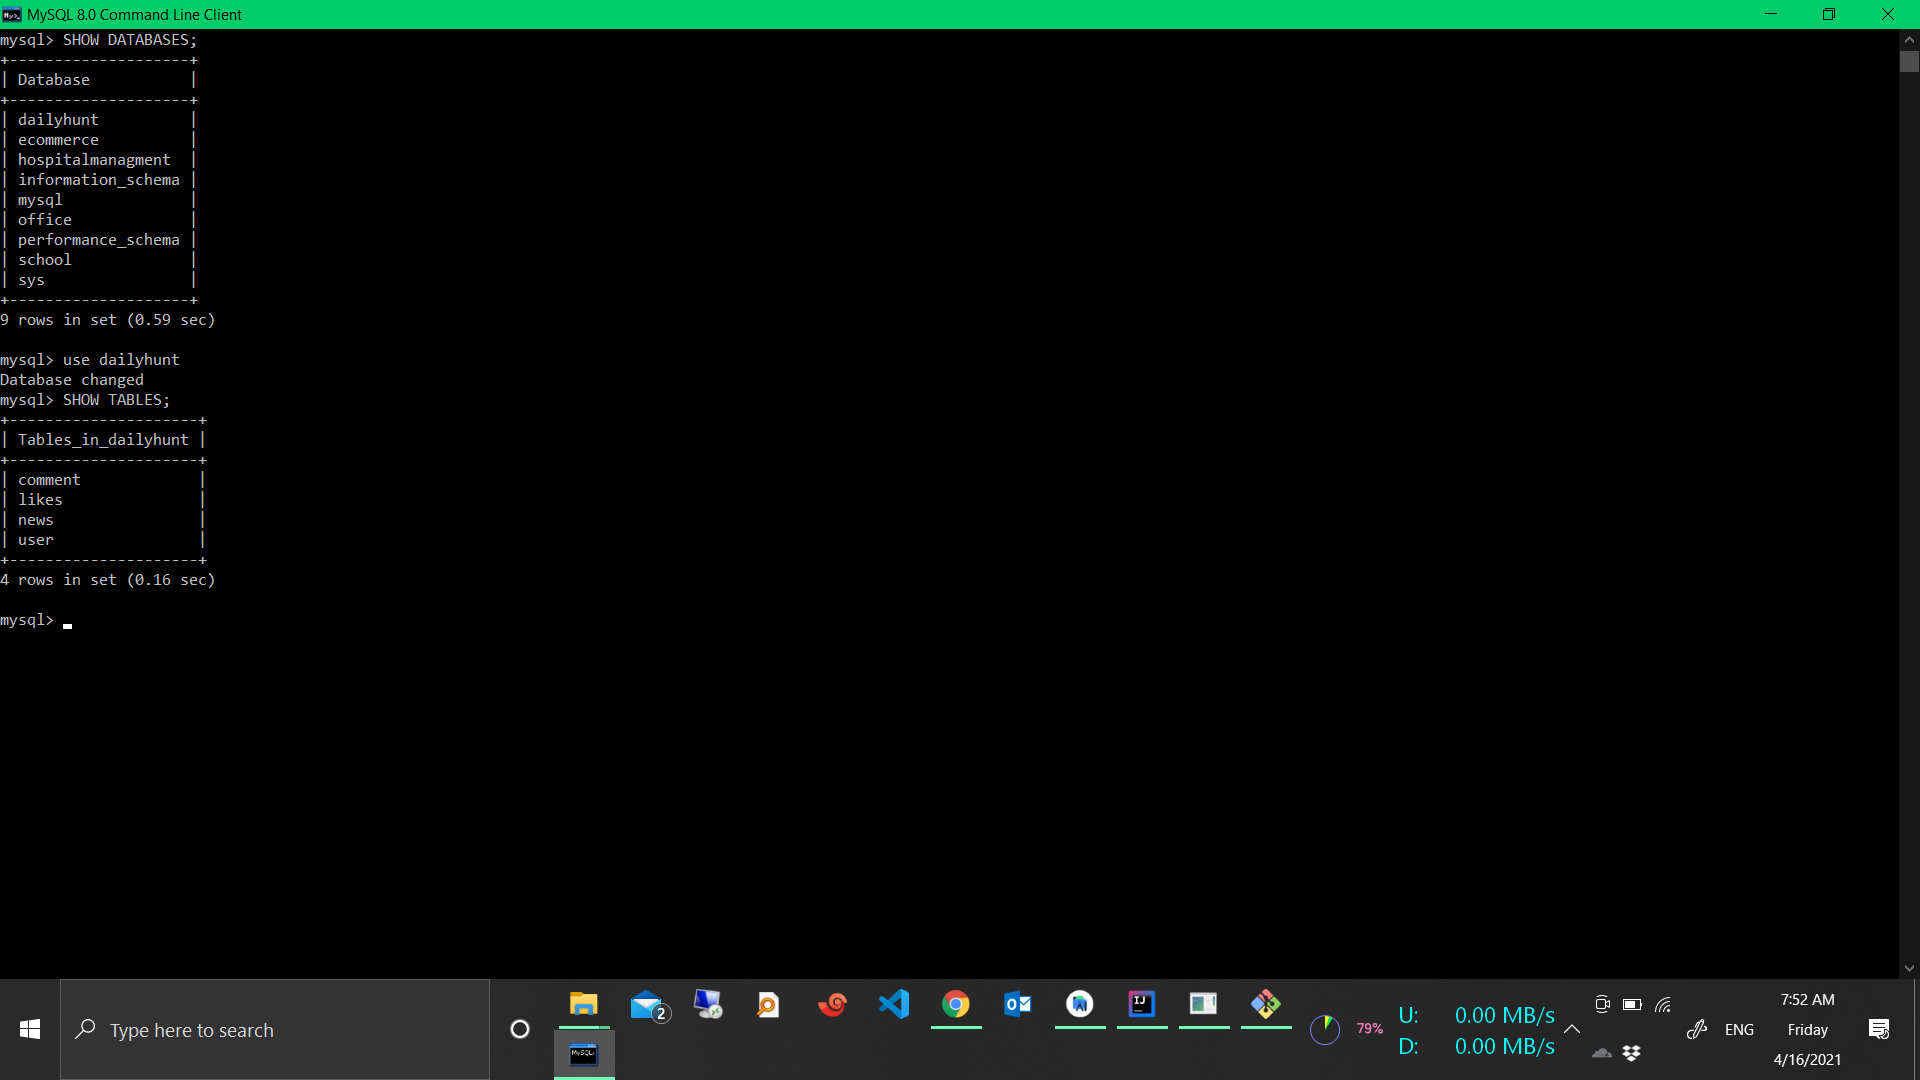 MySQL 8.0 Command Line Client
mysql> SHOW DATABASES;
+--------------------+
| Database           |
+--------------------+
| dailyhunt          |
| ecommerce          |
| hospitalmanagment  |
| information_schema |
| mysql              |
| office             |
| performance_schema |
| school             |
| sys                |
+--------------------+
9 rows in set (0.59 sec)
mysql> use dailyhunt
Database changed
mysql> SHOW TABLES;
+---------------------+
| Tables_in_dailyhunt |
+---------------------+
| comment             |
| likes               |
| news                |
| user                |
+---------------------+
4 rows in set (0.16 sec)
mysql>
Type here to search
2
IJ
79%
U: 0.00 MB/s
D: 0.00 MB/s
ENG
7:52 AM
Friday
4/16/2021